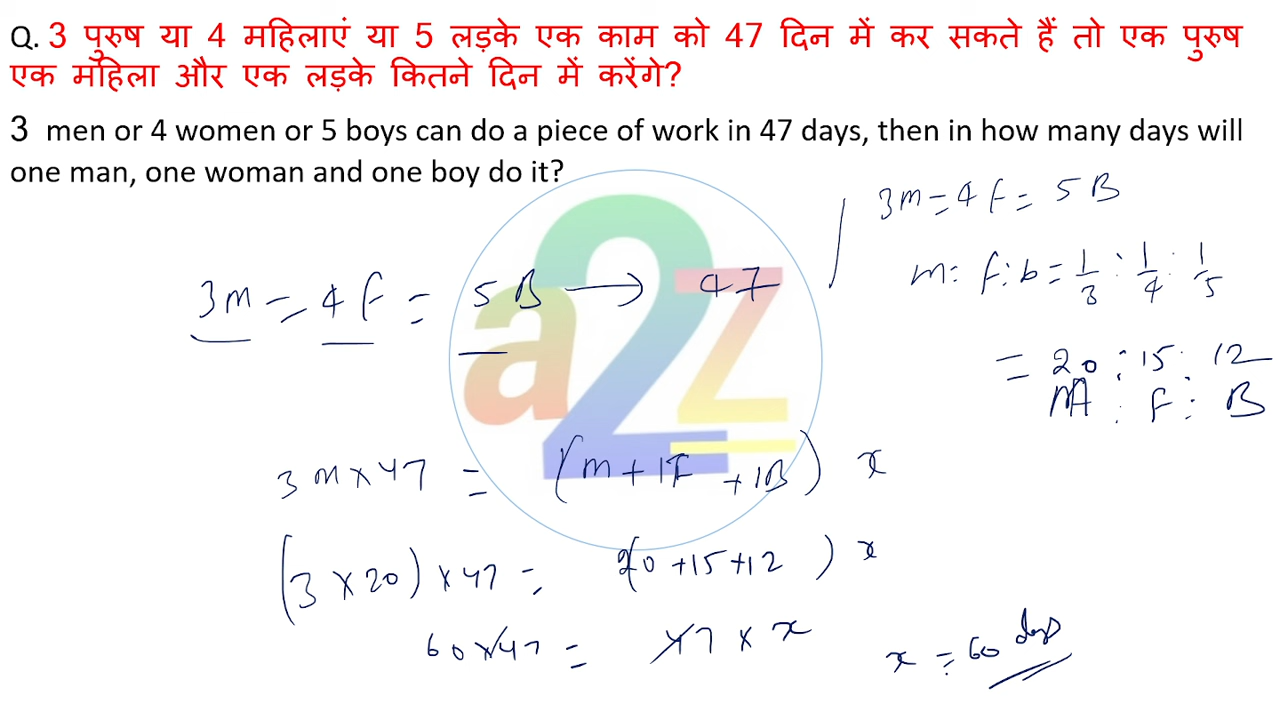 Q. 3 पुरुष या 4 महिलाएं या 5 लड़के एक काम को 47 दिन में कर सकते हैं तो एक पुरुष
एक महिला और एक लड़के कितने दिन में करेंगे?
3 men or 4 women or 5 boys can do a piece of work in 47 days, then in how many days will
one man, one woman and one boy do it?
3m = 4f = 5B
m : f : b = 1/3 : 1/4 : 1/5
= 20 : 15 : 12
M : F : B
3m = 4f = 5B → 47
a2z
3m × 47 = (m + 1F + 1B) x
(3 × 20) × 47 = (20 + 15 + 12) x
60 × 47 = 47 × x
x = 60 days